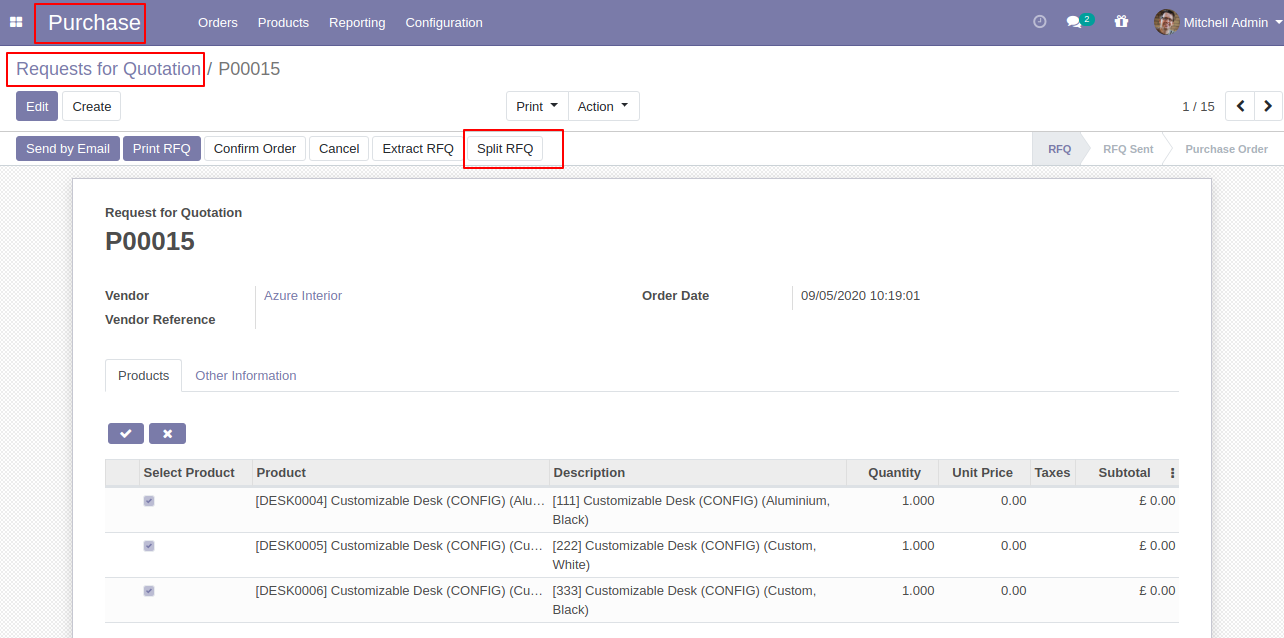 Purchase Orders Products Reporting Configuration 2 Mitchell Admin
Requests for Quotation / P00015
Edit Create Print Action 1 / 15
Send by Email Print RFQ Confirm Order Cancel Extract RFQ Split RFQ RFQ RFQ Sent Purchase Order
Request for Quotation
P00015
Vendor Azure Interior Order Date 09/05/2020 10:19:01
Vendor Reference
Products Other Information
Select Product Product Description Quantity Unit Price Taxes Subtotal
[DESK0004] Customizable Desk (CONFIG) (Alu… [111] Customizable Desk (CONFIG) (Aluminium, 1.000 0.00 £ 0.00
Black)
[DESK0005] Customizable Desk (CONFIG) (Cu… [222] Customizable Desk (CONFIG) (Custom, 1.000 0.00 £ 0.00
White)
[DESK0006] Customizable Desk (CONFIG) (Cu… [333] Customizable Desk (CONFIG) (Custom, 1.000 0.00 £ 0.00
Black)